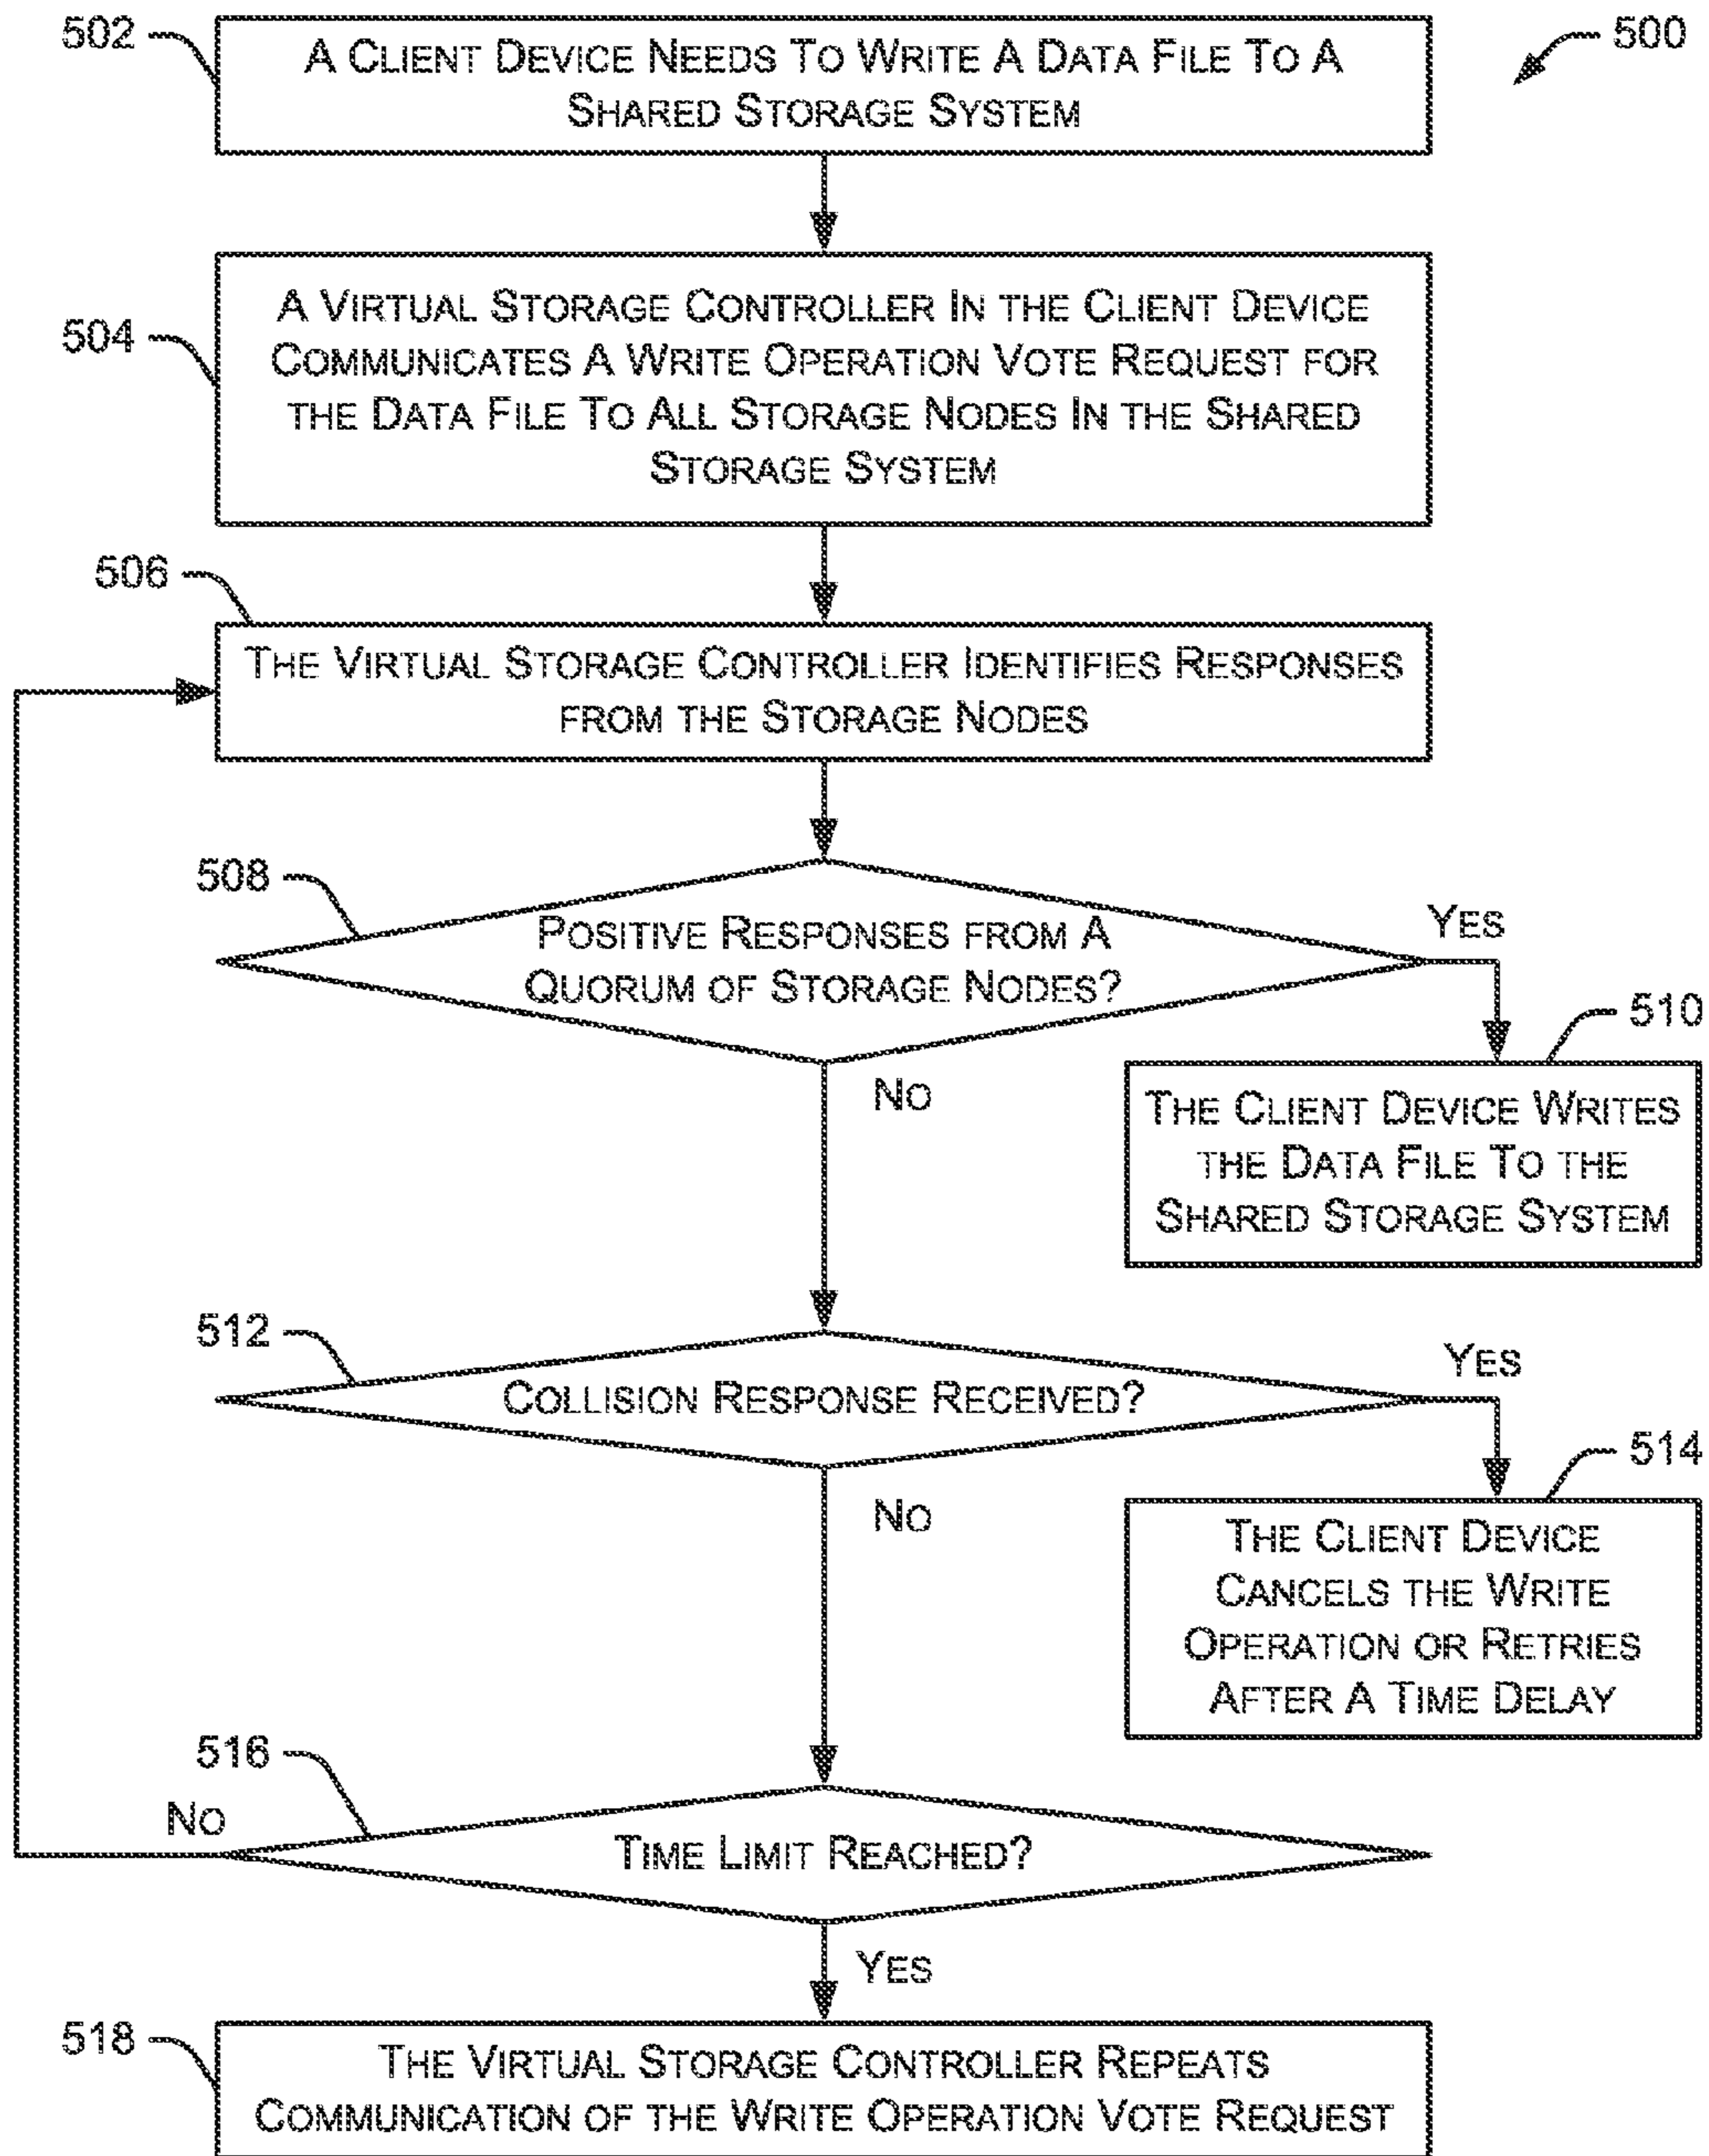 502
A CLIENT DEVICE NEEDS TO WRITE A DATA FILE TO A
SHARED STORAGE SYSTEM
500
504
A VIRTUAL STORAGE CONTROLLER IN THE CLIENT DEVICE
COMMUNICATES A WRITE OPERATION VOTE REQUEST FOR
THE DATA FILE TO ALL STORAGE NODES IN THE SHARED
STORAGE SYSTEM
506
THE VIRTUAL STORAGE CONTROLLER IDENTIFIES RESPONSES
FROM THE STORAGE NODES
508
POSITIVE RESPONSES FROM A
QUORUM OF STORAGE NODES?
YES
510
NO
THE CLIENT DEVICE WRITES
THE DATA FILE TO THE
SHARED STORAGE SYSTEM
512
COLLISION RESPONSE RECEIVED?
YES
514
NO
THE CLIENT DEVICE
CANCELS THE WRITE
OPERATION OR RETRIES
AFTER A TIME DELAY
516
NO
TIME LIMIT REACHED?
YES
518
THE VIRTUAL STORAGE CONTROLLER REPEATS
COMMUNICATION OF THE WRITE OPERATION VOTE REQUEST